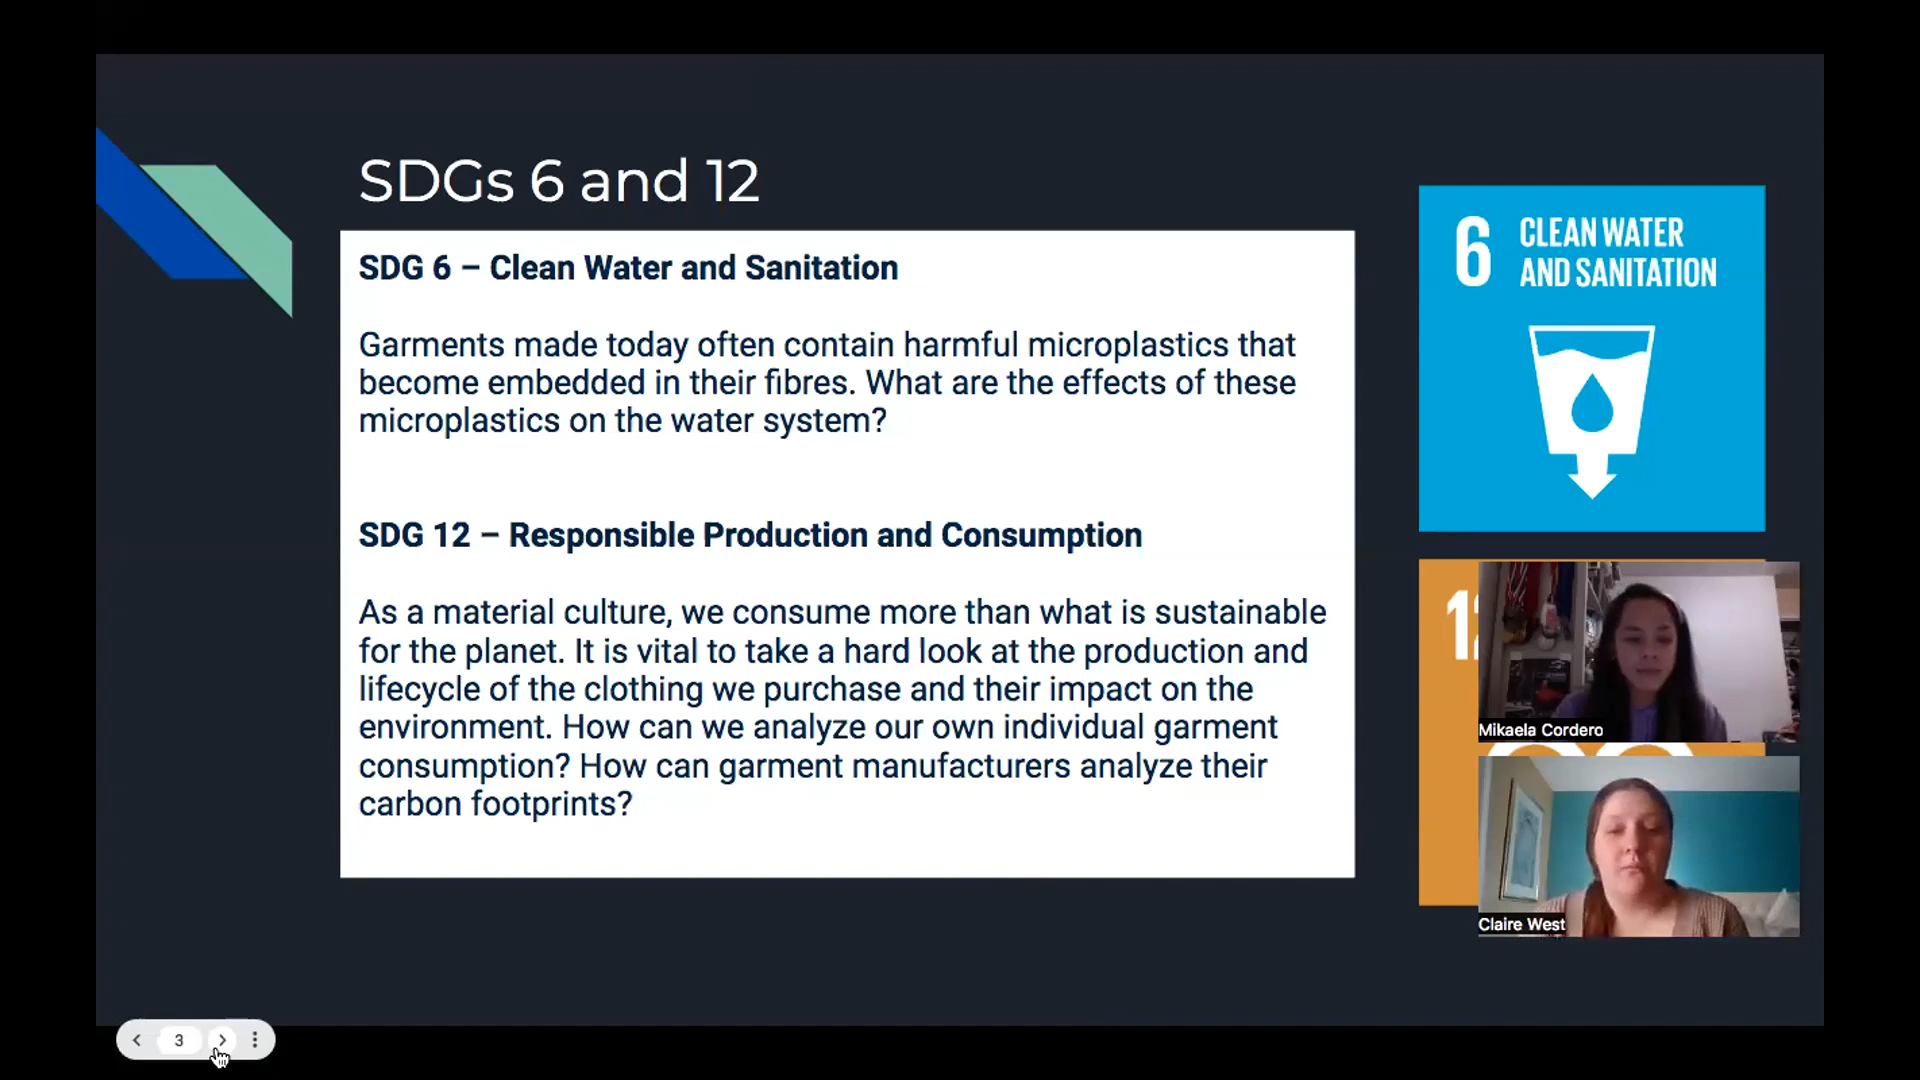 SDGs 6 and 12
SDG 6 – Clean Water and Sanitation
Garments made today often contain harmful microplastics that
become embedded in their fibres. What are the effects of these
microplastics on the water system?
SDG 12 – Responsible Production and Consumption
As a material culture, we consume more than what is sustainable
for the planet. It is vital to take a hard look at the production and
lifecycle of the clothing we purchase and their impact on the
environment. How can we analyze our own individual garment
consumption? How can garment manufacturers analyze their
carbon footprints?
6 CLEAN WATER
AND SANITATION
12
Mikaela Cordero
Claire West
3